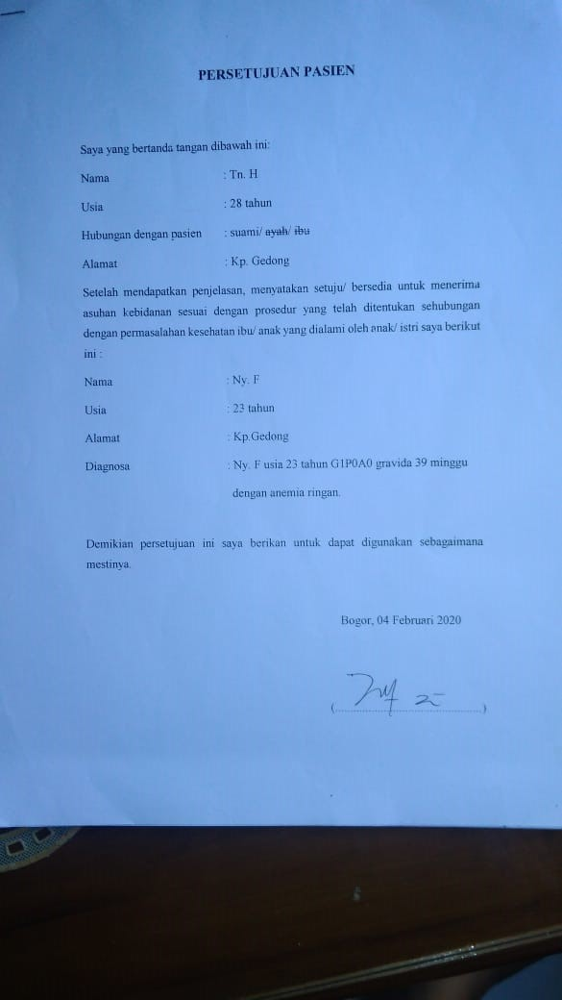 PERSETUJUAN PASIEN
Saya yang bertanda tangan dibawah ini:
Nama : Tn. H
Usia : 28 tahun
Hubungan dengan pasien : suami/ ayah/ ibu
Alamat : Kp. Gedong
Setelah mendapatkan penjelasan, menyatakan setuju/ bersedia untuk menerima
asuhan kebidanan sesuai dengan prosedur yang telah ditentukan sehubungan
dengan permasalahan kesehatan ibu/ anak yang dialami oleh anak/ istri saya berikut
ini :
Nama : Ny. F
Usia : 23 tahun
Alamat : Kp.Gedong
Diagnosa : Ny. F usia 23 tahun G1P0A0 gravida 39 minggu
dengan anemia ringan.
Demikian persetujuan ini saya berikan untuk dapat digunakan sebagaimana
mestinya.
Bogor, 04 Februari 2020
(....................................)